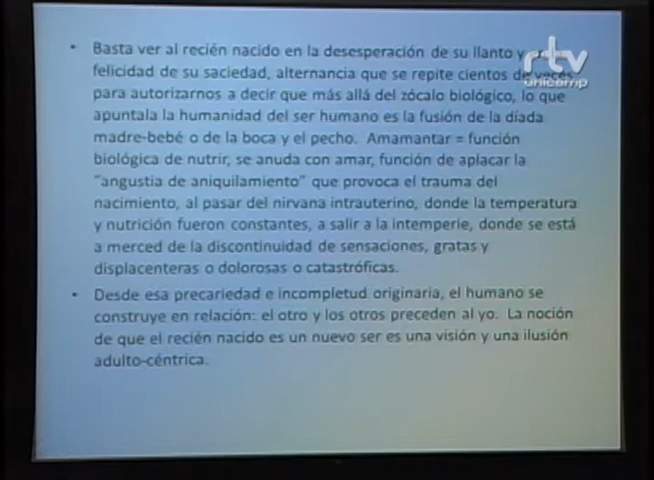 • Basta ver al recién nacido en la desesperación de su llanto y
felicidad de su saciedad, alternancia que se repite cientos de veces
para autorizarnos a decir que más allá del zócalo biológico, lo que
apuntala la humanidad del ser humano es la fusión de la díada
madre-bebé o de la boca y el pecho. Amamantar = función
biológica de nutrir, se anuda con amar, función de aplacar la
"angustia de aniquilamiento" que provoca el trauma del
nacimiento, al pasar del nirvana intrauterino, donde la temperatura
y nutrición fueron constantes, a salir a la intemperie, donde se está
a merced de la discontinuidad de sensaciones, gratas y
displacenteras o dolorosas o catastróficas.
• Desde esa precariedad e incompletud originaria, el humano se
construye en relación: el otro y los otros preceden al yo. La noción
de que el recién nacido es un nuevo ser es una visión y una ilusión
adulto-céntrica.
rtv
unicamp